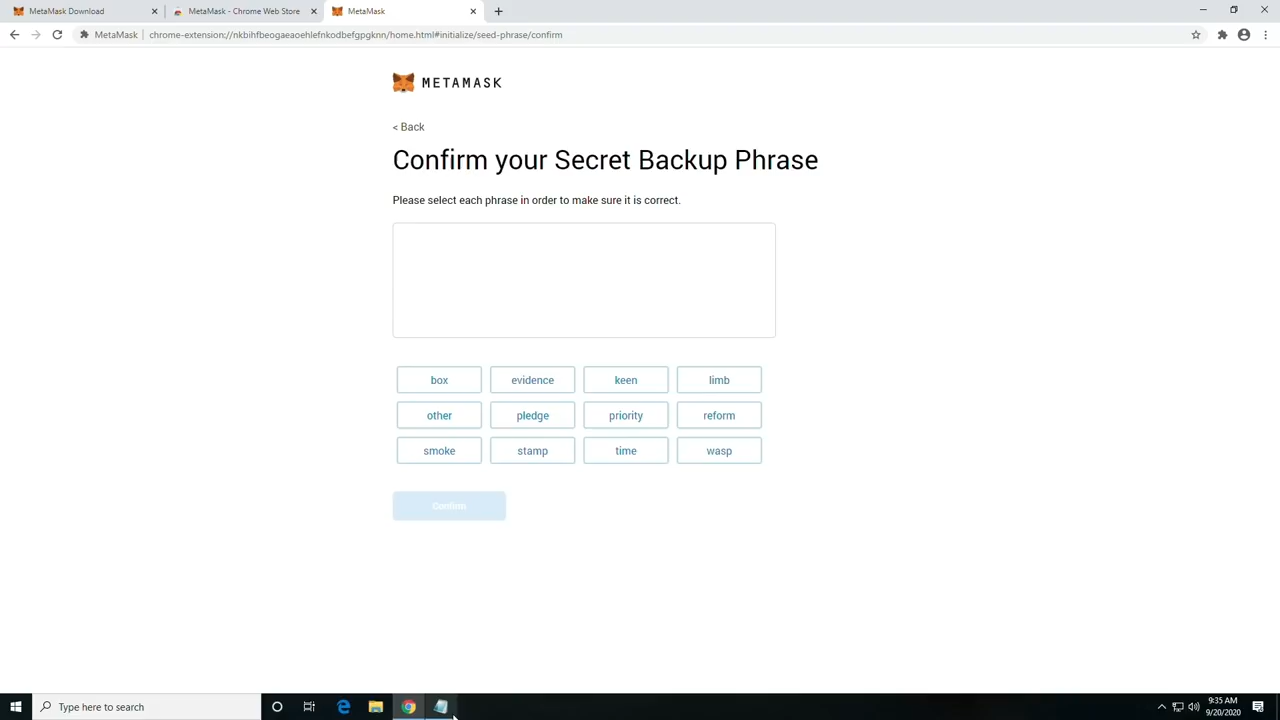 MetaMask Download
MetaMask - Chrome Web Store
MetaMask
MetaMask
chrome-extension://nkbihfbeogaeaoehlefnkodbefgpgknn/home.html#initialize/seed-phrase/confirm
METAMASK
< Back
Confirm your Secret Backup Phrase
Please select each phrase in order to make sure it is correct.
box evidence keen limb
other pledge priority reform
smoke stamp time wasp
Confirm
Type here to search
9:35 AM
9/20/2020